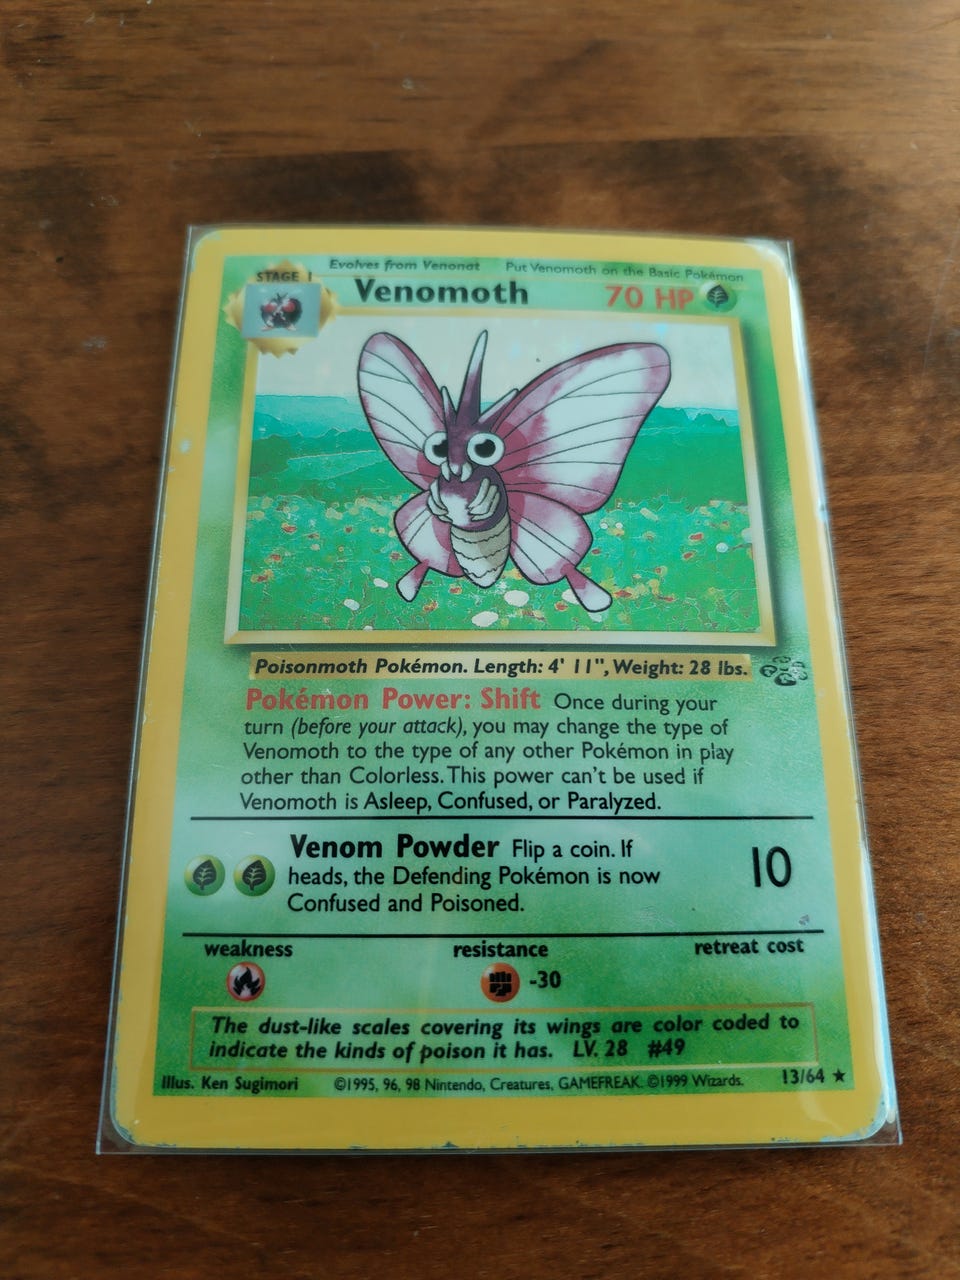 Evolves from Venonat Put Venomoth on the Basic Pokémon
STAGE 1
Venomoth 70 HP
Poisonmoth Pokémon. Length: 4' 11", Weight: 28 lbs.
Pokémon Power: Shift Once during your
turn (before your attack), you may change the type of
Venomoth to the type of any other Pokémon in play
other than Colorless. This power can't be used if
Venomoth is Asleep, Confused, or Paralyzed.
Venom Powder Flip a coin. If
heads, the Defending Pokémon is now
Confused and Poisoned.
10
weakness resistance retreat cost
-30
The dust-like scales covering its wings are color coded to
indicate the kinds of poison it has. LV. 28 #49
Illus. Ken Sugimori ©1995, 96, 98 Nintendo, Creatures, GAMEFREAK. ©1999 Wizards. 13/64 ★